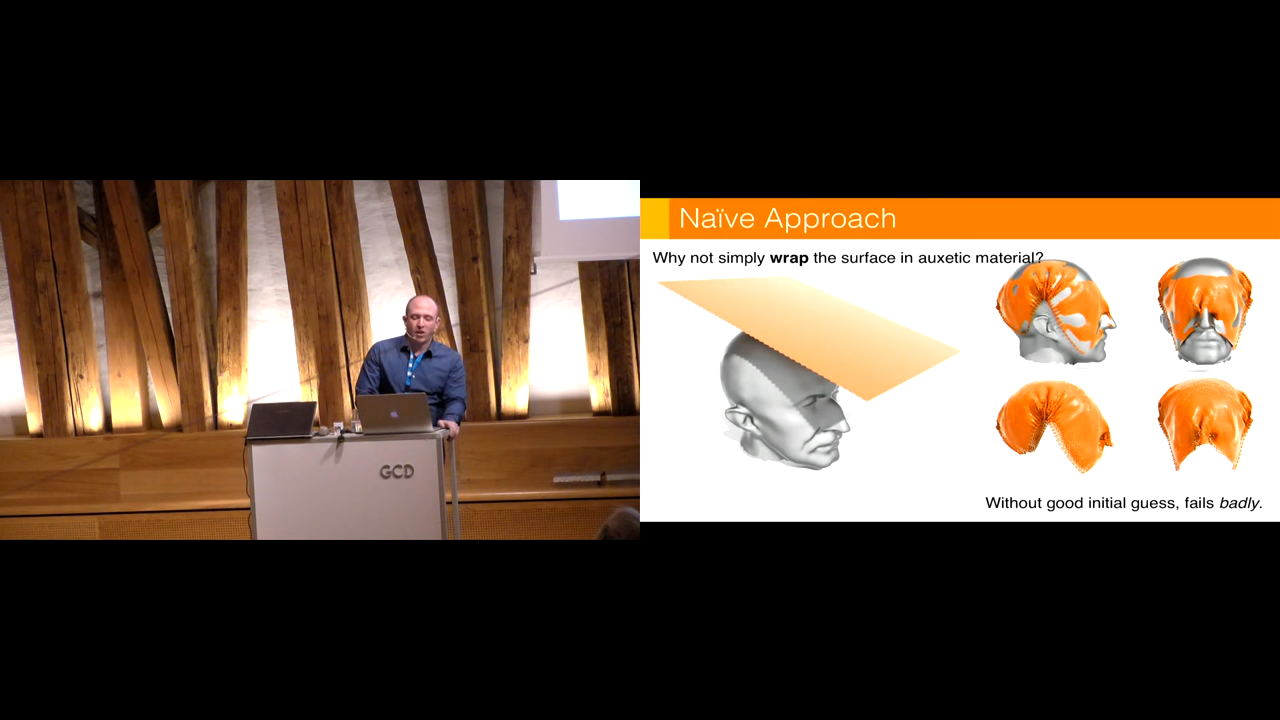 GCD
Naïve Approach
Why not simply wrap the surface in auxetic material?
Without good initial guess, fails badly.